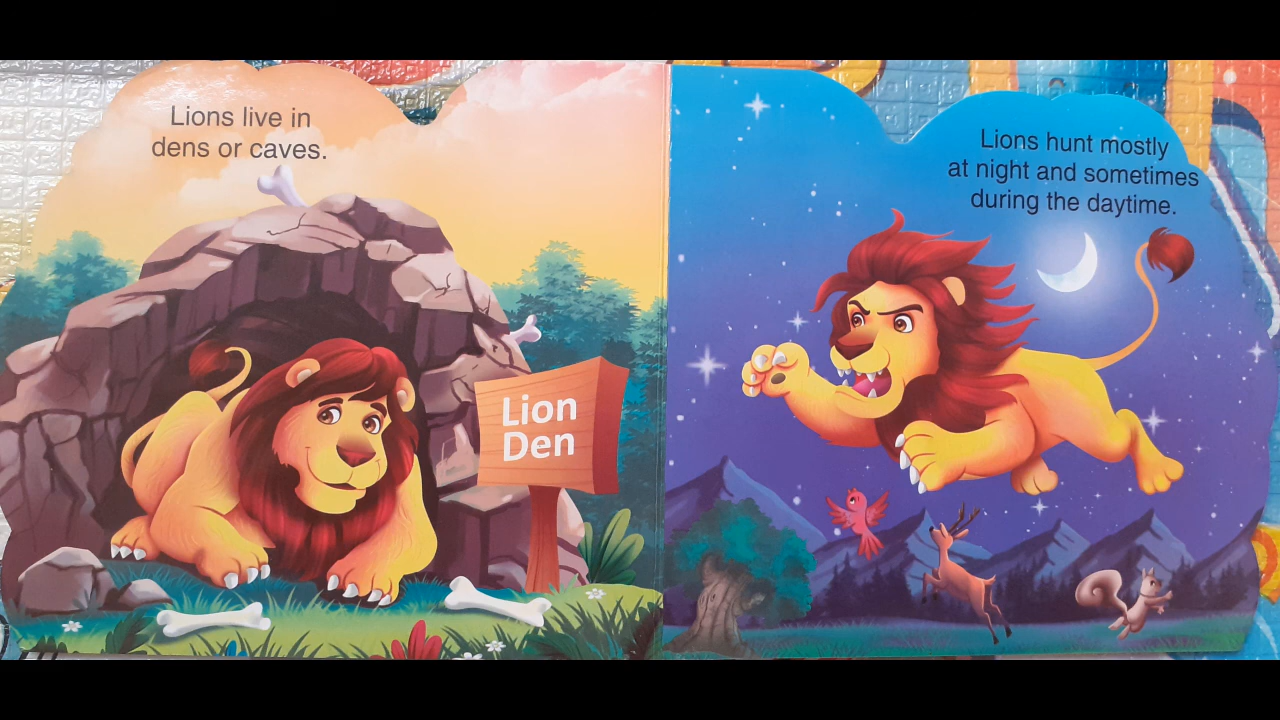 Lions live in
dens or caves.
Lion
Den
Lions hunt mostly
at night and sometimes
during the daytime.